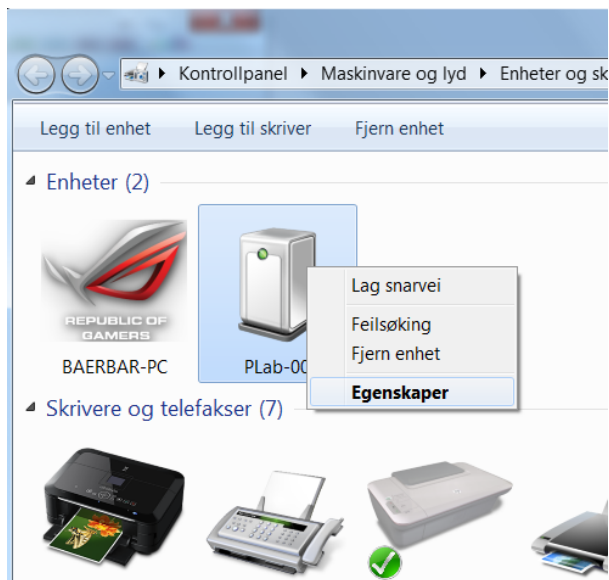 Kontrollpanel ▸ Maskinvare og lyd ▸ Enheter og sk
Legg til enhet Legg til skriver Fjern enhet
Enheter (2)
REPUBLIC OF
GAMERS
BAERBAR-PC PLab-00
Lag snarvei
Feilsøking
Fjern enhet
Egenskaper
Skrivere og telefakser (7)